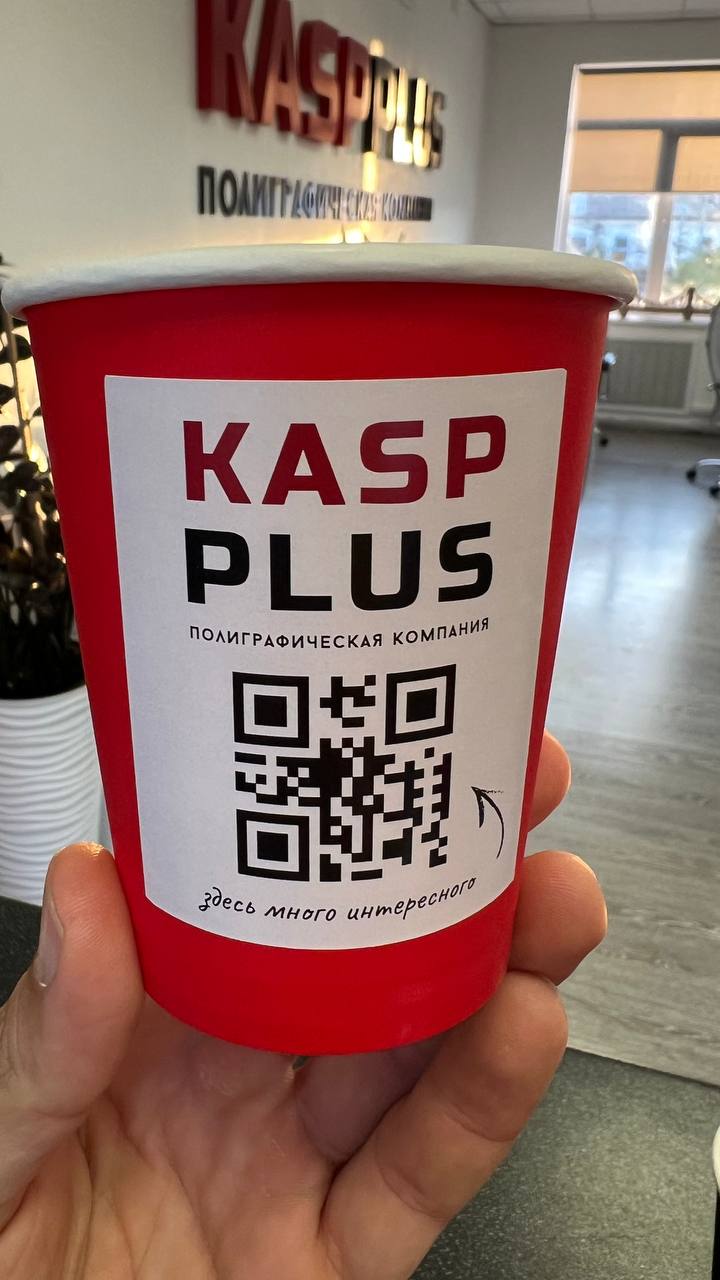 KASPPLUS
ПОЛИГРАФИЧЕСКАЯ КОМПАНИЯ
KASP
PLUS
ПОЛИГРАФИЧЕСКАЯ КОМПАНИЯ
здесь много интересного